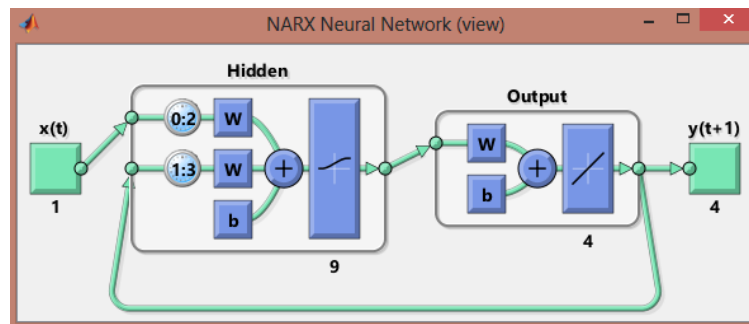 NARX Neural Network (view)
Hidden
Output
x(t)
y(t+1)
0:2
W
1:3
W
b
W
b
1
9
4
4